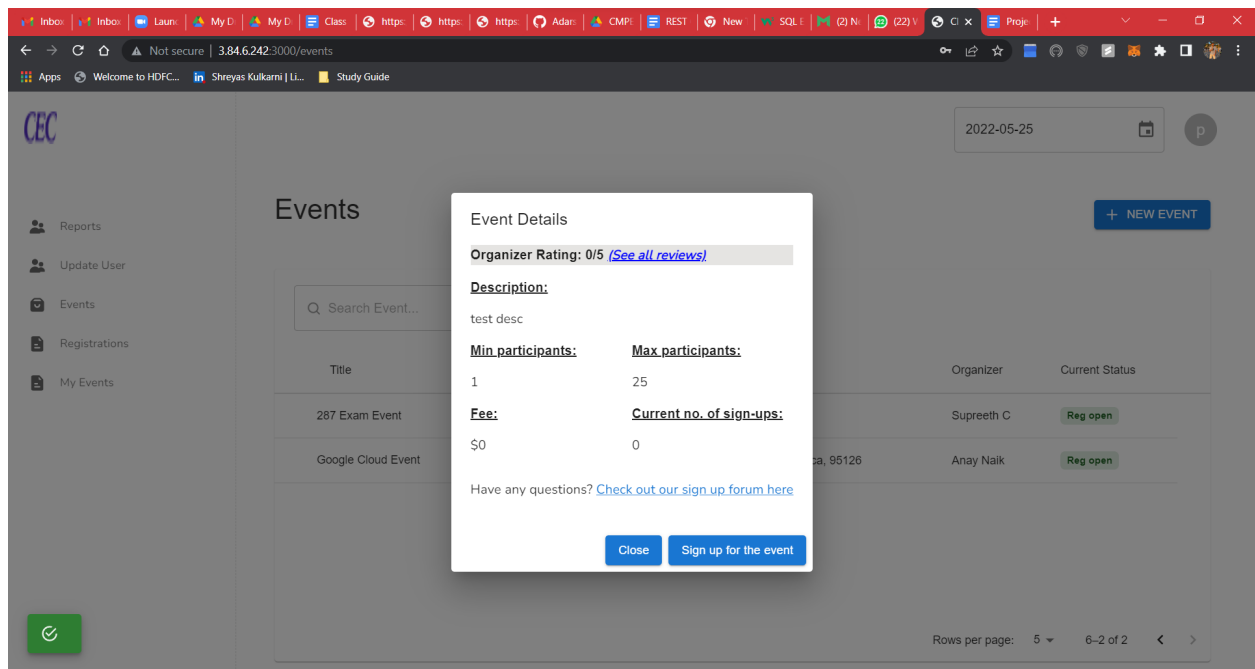 Inbox Inbox Laun My D My D Class https: https: https: Adars CMPE REST New SQL E (2) Ne (22) V Cl Proje
Not secure | 3.84.6.242:3000/events
Apps Welcome to HDFC... Shreyas Kulkarni | Li... Study Guide
CEC
2022-05-25
p
Events
+ NEW EVENT
Reports
Update User
Events
Registrations
My Events
Search Event...
Title Organizer Current Status
287 Exam Event Supreeth C Reg open
Google Cloud Event ca, 95126 Anay Naik Reg open
Event Details
Organizer Rating: 0/5 (See all reviews)
Description:
test desc
Min participants: Max participants:
1 25
Fee: Current no. of sign-ups:
$0 0
Have any questions? Check out our sign up forum here
Close Sign up for the event
Rows per page: 5 6–2 of 2